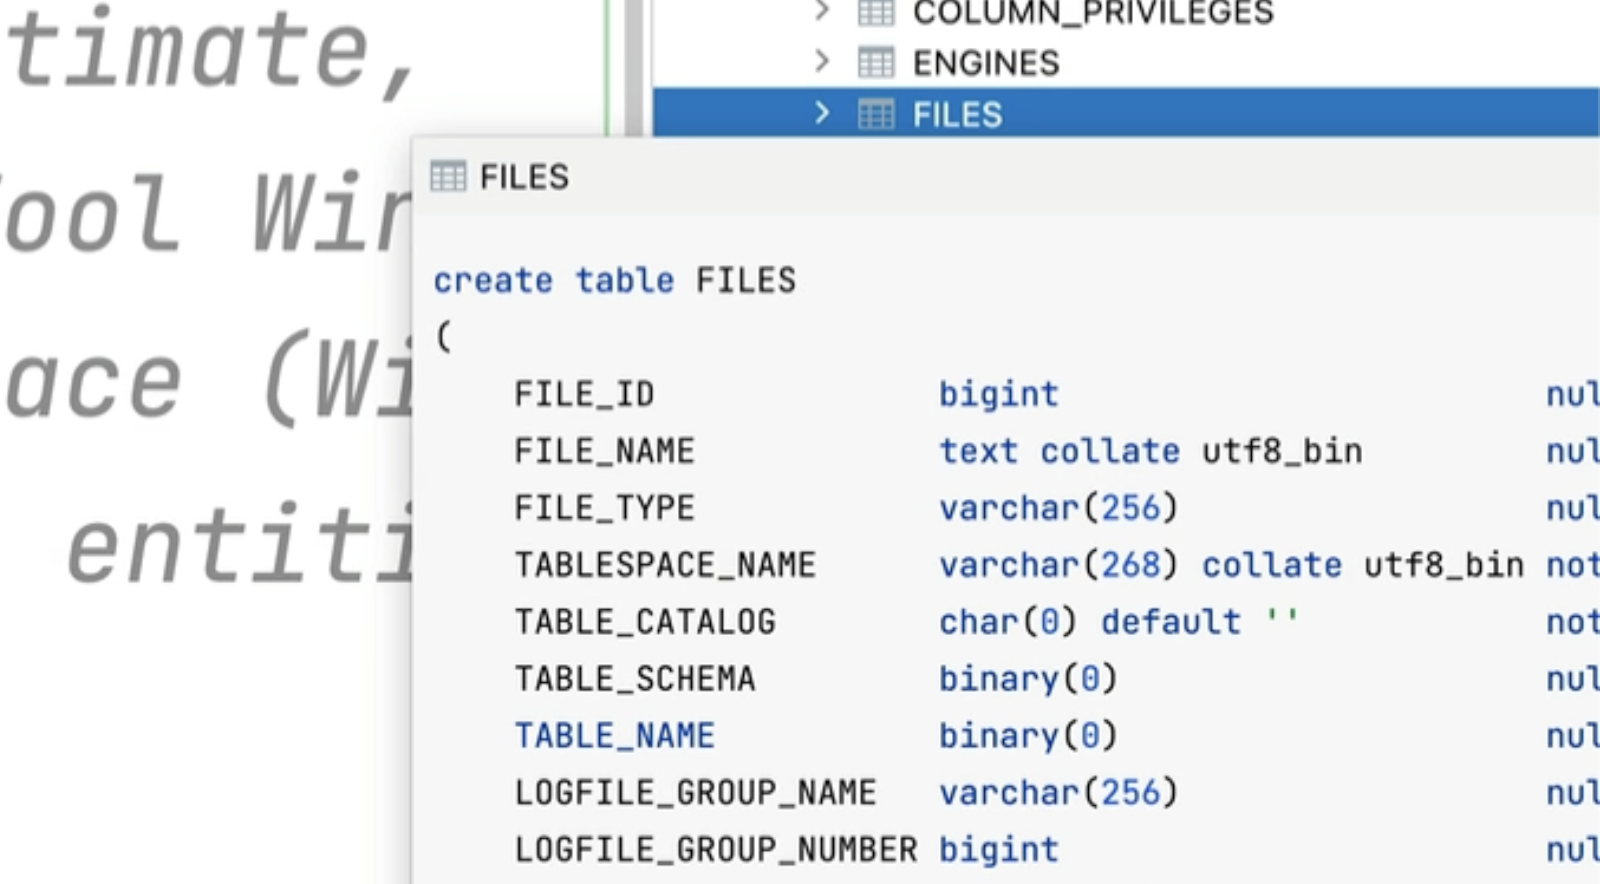 timate,
ool Win
ace (Wi
entiti
COLUMN_PRIVILEGES
ENGINES
FILES
FILES
create table FILES
(
FILE_ID bigint nul
FILE_NAME text collate utf8_bin nul
FILE_TYPE varchar(256) nul
TABLESPACE_NAME varchar(268) collate utf8_bin not
TABLE_CATALOG char(0) default '' not
TABLE_SCHEMA binary(0) nul
TABLE_NAME binary(0) nul
LOGFILE_GROUP_NAME varchar(256) nul
LOGFILE_GROUP_NUMBER bigint nul